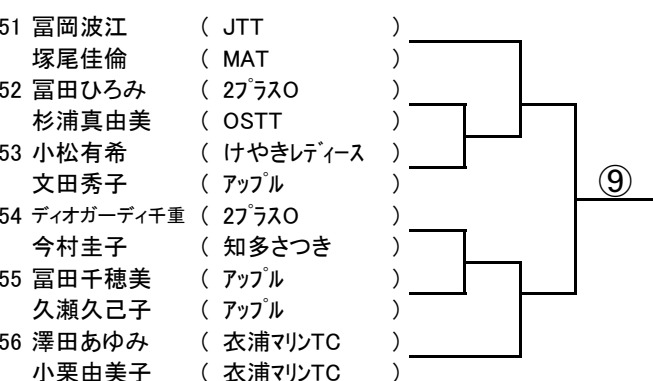 51 冨岡波江 ( JTT )
塚尾佳倫 ( MAT )
52 冨田ひろみ ( 2プラスO )
杉浦真由美 ( OSTT )
53 小松有希 ( けやきレディース )
文田秀子 ( アップル )
54 ディオガーディ千重 ( 2プラスO )
今村圭子 ( 知多さつき )
55 冨田千穂美 ( アップル )
久瀬久己子 ( アップル )
56 澤田あゆみ ( 衣浦マリンTC )
小栗由美子 ( 衣浦マリンTC )
⑨